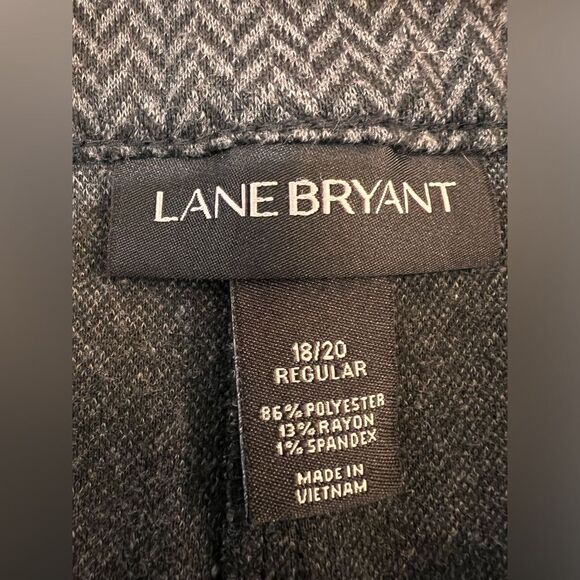 LANE BRYANT
18/20
REGULAR
86% POLYESTER
13% RAYON
1% SPANDEX
MADE IN
VIETNAM